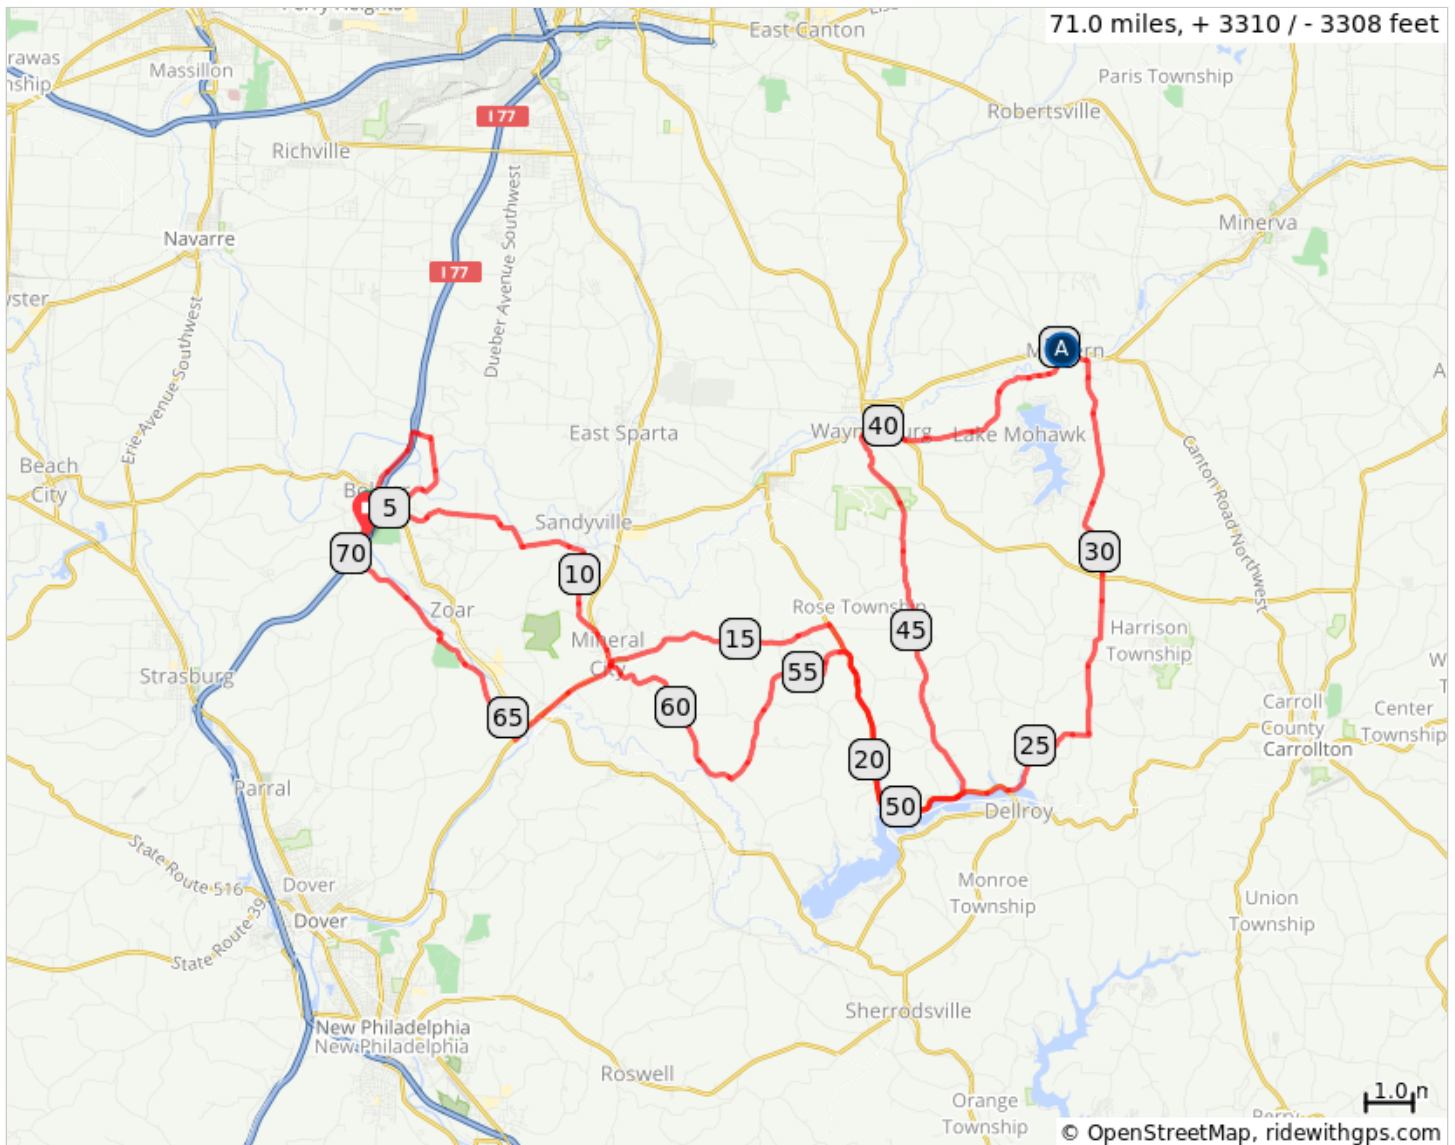 71.0 miles, + 3310 / - 3308 feet
East Canton
Massillon
Paris Township
I 77
Robertsville
Richville
Dueber Avenue Southwest
Minerva
Navarre
I 77
Erie Avenue Southwest
A
40
East Sparta
Lake Mohawk
Beach
City
Canton Road Northwest
5
Sandyville
70
30
10
Zoar
Rose Township
45
Harrison
Township
15
Mineral
City
55
Strasburg
60
65
25
Carroll
County
Center
Township
Carrollton
20
Parral
50
Dellroy
State Route 516
Dover
Dover
State Route 39
Monroe
Township
Union
Township
Sherrodsville
New Philadelphia
New Philadelphia
Roswell
Orange
Township
1.0
© OpenStreetMap, ridewithgps.com